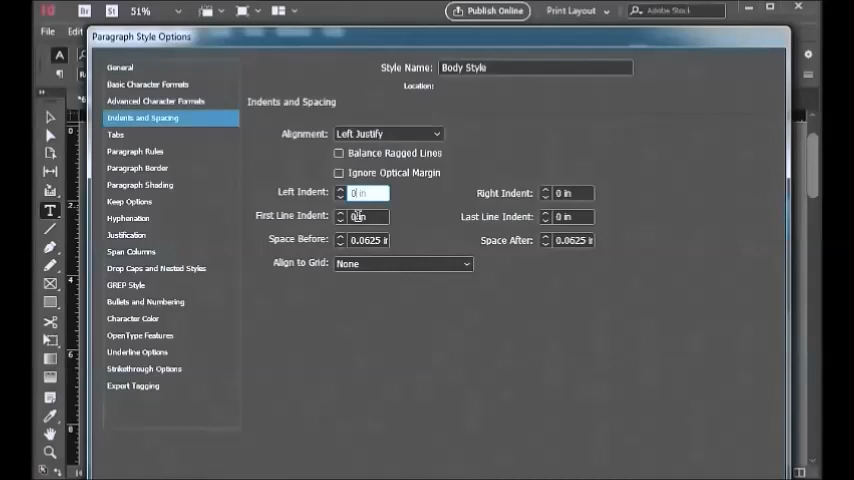 Id Br St 51% Publish Online Print Layout Adobe Stock
File
Paragraph Style Options
General
Basic Character Formats
Advanced Character Formats
Indents and Spacing
Tabs
Paragraph Rules
Paragraph Border
Paragraph Shading
Keep Options
Hyphenation
Justification
Span Columns
Drop Caps and Nested Styles
GREP Style
Bullets and Numbering
Character Color
OpenType Features
Underline Options
Strikethrough Options
Export Tagging
Style Name: Body Style
Location:
Indents and Spacing
Alignment: Left Justify
Balance Ragged Lines
Ignore Optical Margin
Left Indent: 0 in Right Indent: 0 in
First Line Indent: 0 in Last Line Indent: 0 in
Space Before: 0.0625 in Space After: 0.0625 in
Align to Grid: None